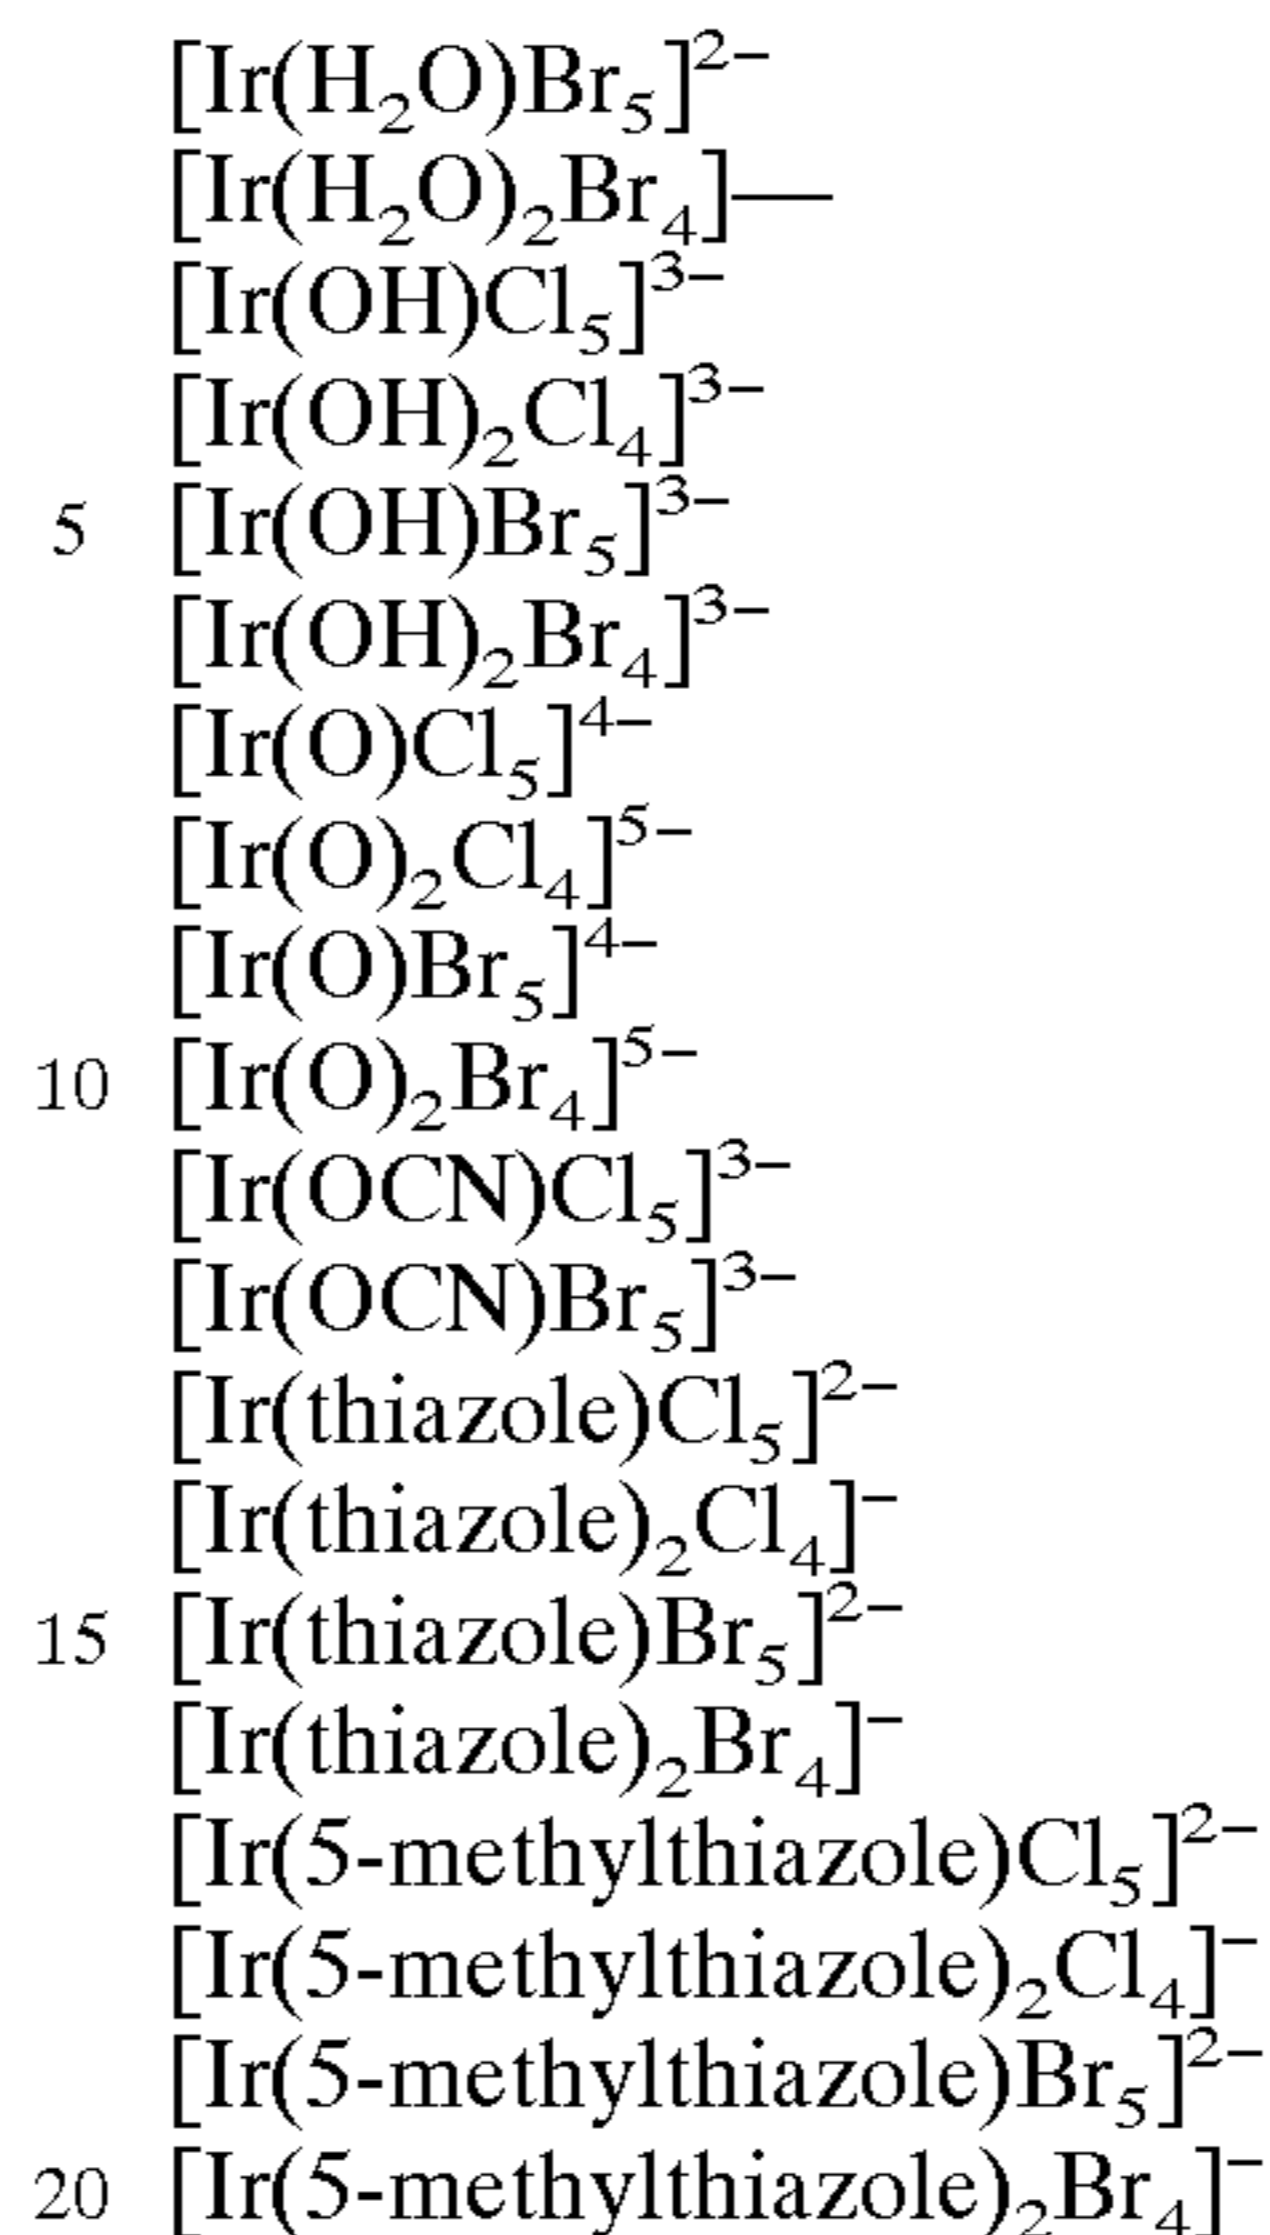 [Ir(H₂O)Br₅]²⁻
[Ir(H₂O)₂Br₄]—
[Ir(OH)Cl₅]³⁻
[Ir(OH)₂Cl₄]³⁻
5 [Ir(OH)Br₅]³⁻
[Ir(OH)₂Br₄]³⁻
[Ir(O)Cl₅]⁴⁻
[Ir(O)₂Cl₄]⁵⁻
[Ir(O)Br₅]⁴⁻
10 [Ir(O)₂Br₄]⁵⁻
[Ir(OCN)Cl₅]³⁻
[Ir(OCN)Br₅]³⁻
[Ir(thiazole)Cl₅]²⁻
[Ir(thiazole)₂Cl₄]⁻
15 [Ir(thiazole)Br₅]²⁻
[Ir(thiazole)₂Br₄]⁻
[Ir(5-methylthiazole)Cl₅]²⁻
[Ir(5-methylthiazole)₂Cl₄]⁻
[Ir(5-methylthiazole)Br₅]²⁻
20 [Ir(5-methylthiazole)₂Br₄]⁻